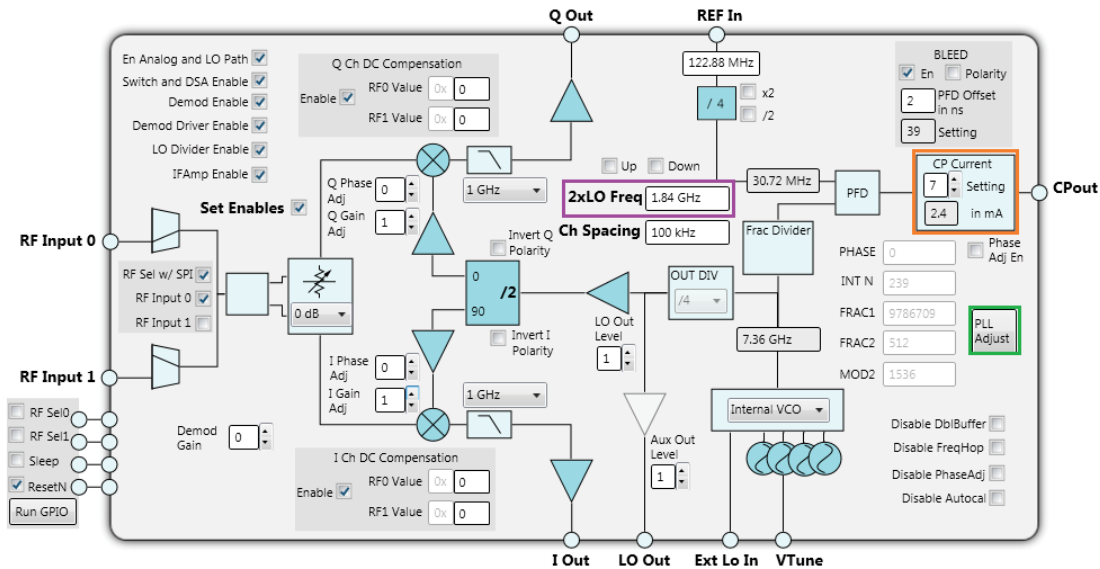 Q Out
REF In
En Analog and LO Path
Switch and DSA Enable
Demod Enable
Demod Driver Enable
LO Divider Enable
IFAmp Enable
Set Enables
Q Ch DC Compensation
Enable
RF0 Value 0x 0
RF1 Value 0x 0
122.88 MHz
/ 4
x2
/2
BLEED
En Polarity
2 PFD Offset in ns
39 Setting
CP Current
7 Setting
2.4 in mA
CPout
Up Down
30.72 MHz
PFD
2xLO Freq 1.84 GHz
Ch Spacing 100 kHz
Frac Divider
Q Phase Adj 0
Q Gain Adj 1
1 GHz
Invert Q Polarity
0
/2
90
Invert I Polarity
OUT DIV
/4
LO Out Level
1
7.36 GHz
PHASE 0
Phase Adj En
INT N 239
FRAC1 9786709
FRAC2 512
MOD2 1536
PLL Adjust
RF Input 0
RF Sel w/ SPI
RF Input 0
RF Input 1
0 dB
RF Input 1
I Phase Adj 0
I Gain Adj 1
1 GHz
Internal VCO
Aux Out Level
1
Disable DblBuffer
Disable FreqHop
Disable PhaseAdj
Disable Autocal
RF Sel0
RF Sel1
Sleep
ResetN
Run GPIO
Demod Gain 0
I Ch DC Compensation
Enable
RF0 Value 0x 0
RF1 Value 0x 0
I Out
LO Out
Ext Lo In
VTune